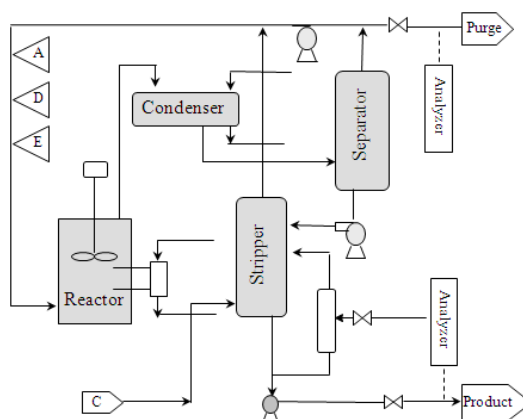 Purge
A
D
E
Condenser
Separator
Analyzer
Stripper
Reactor
Analyzer
C
Product